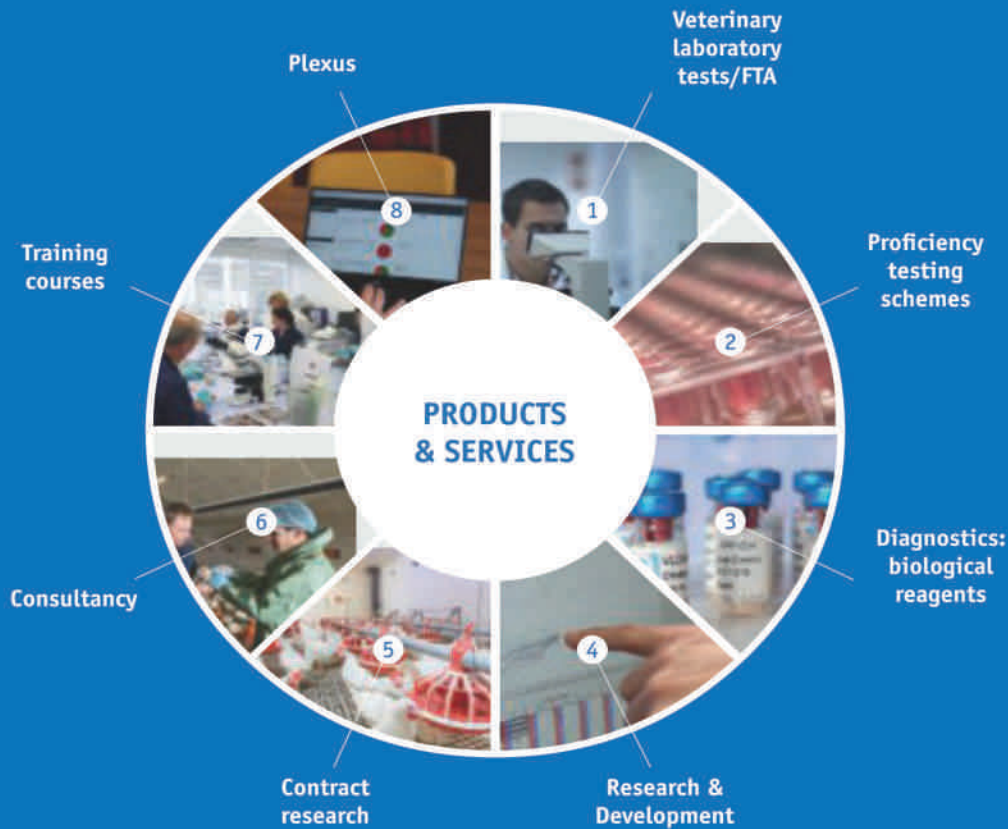 Veterinary
laboratory
tests/FTA
Plexus
8
1
Training
courses
Proficiency
testing
schemes
7
2
PRODUCTS
& SERVICES
6
3
Diagnostics:
biological
reagents
Consultancy
5
4
Contract
research
Research &
Development